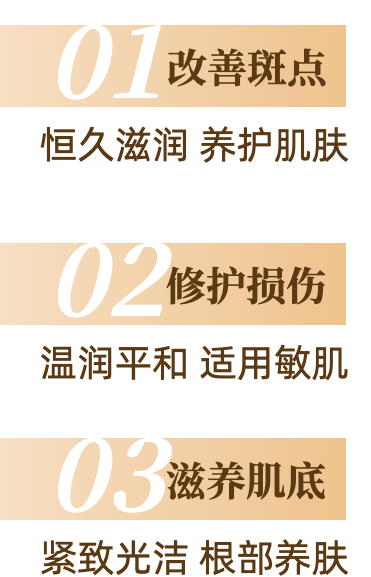 01 改善斑点
恒久滋润 养护肌肤
02 修护损伤
温润平和 适用敏肌
03 滋养肌底
紧致光洁 根部养肤